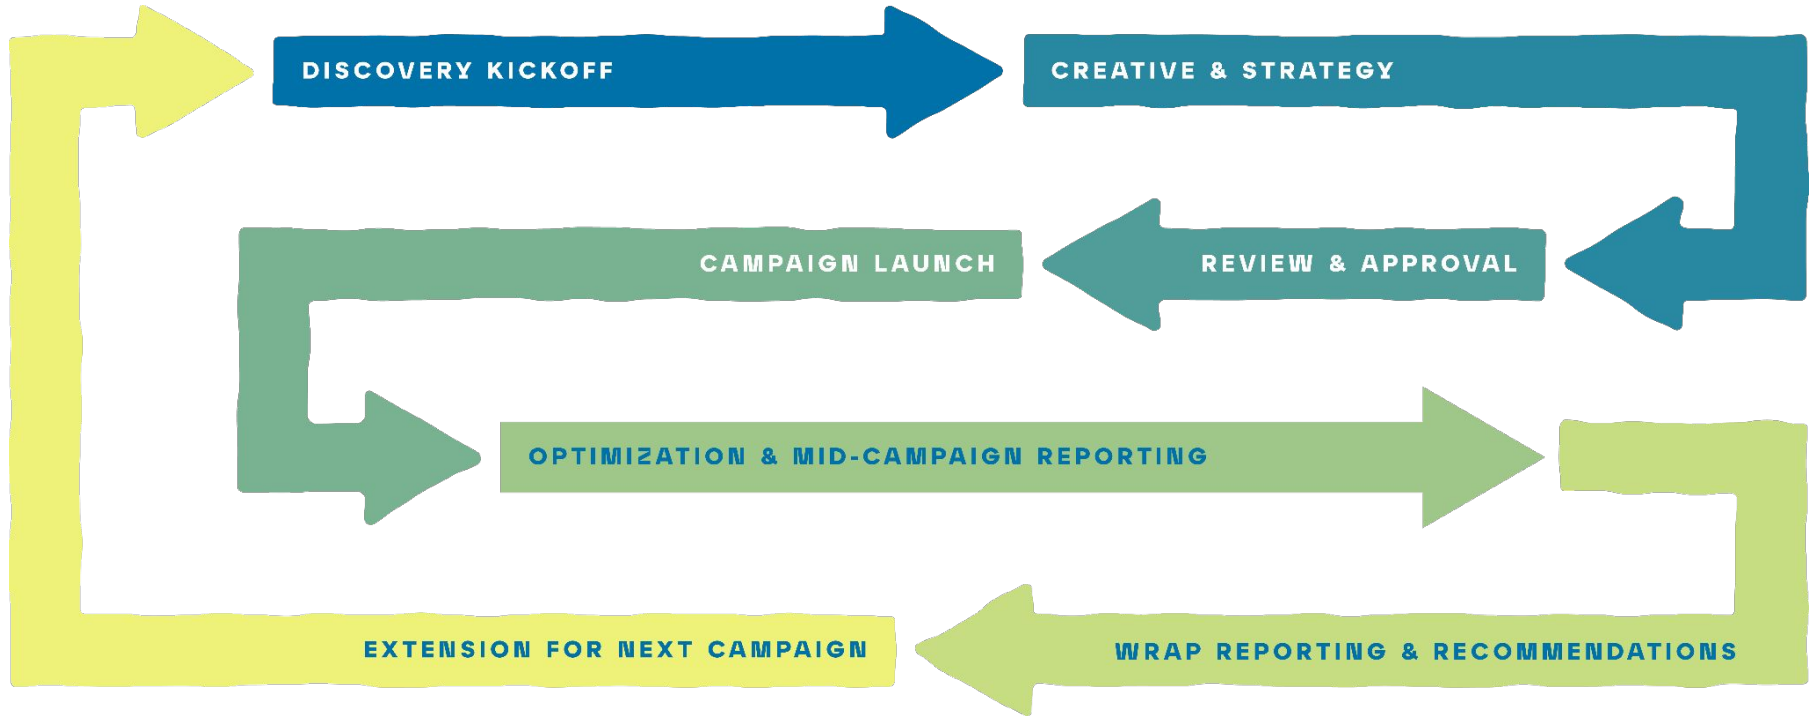 DISCOVERY KICKOFF
CREATIVE & STRATEGY
REVIEW & APPROVAL
CAMPAIGN LAUNCH
OPTIMIZATION & MID-CAMPAIGN REPORTING
WRAP REPORTING & RECOMMENDATIONS
EXTENSION FOR NEXT CAMPAIGN